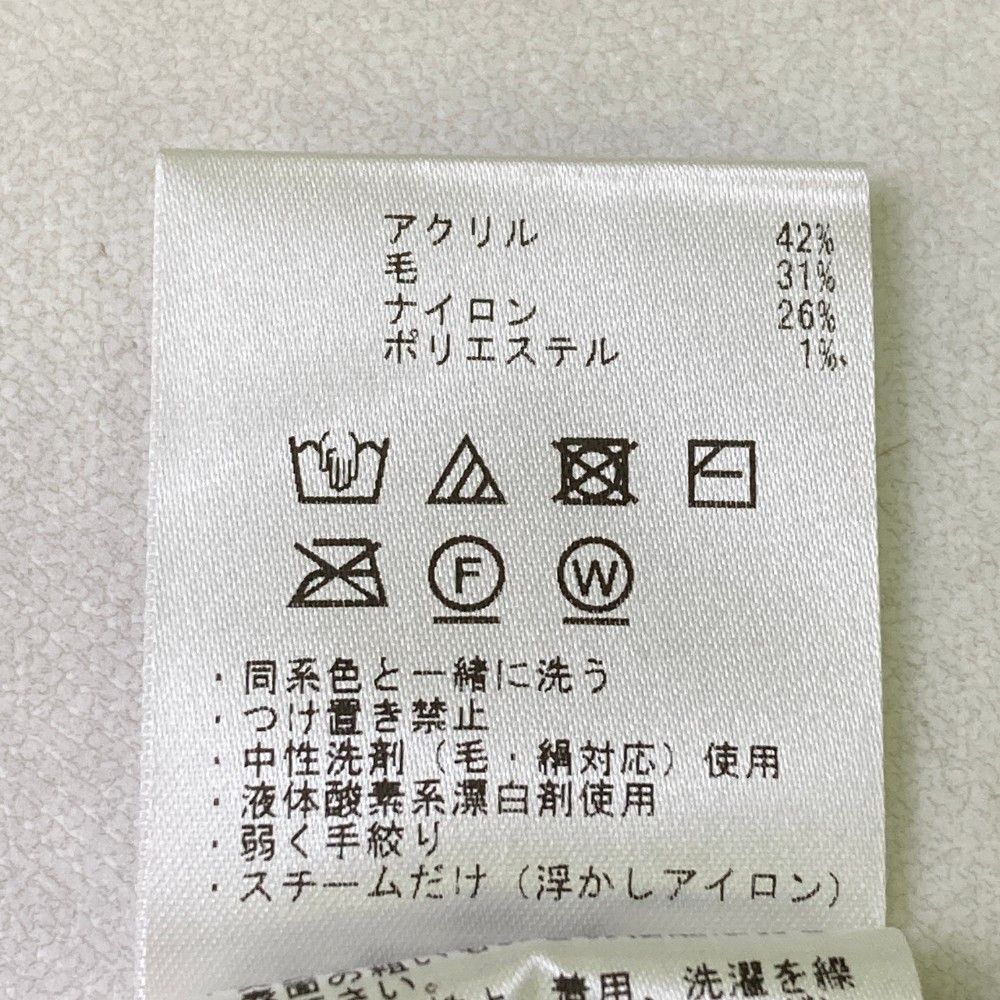 アクリル 42%
毛 31%
ナイロン 26%
ポリエステル 1%
F W
・同系色と一緒に洗う
・つけ置き禁止
・中性洗剤(毛・絹対応)使用
・液体酸素系漂白剤使用
・弱く手絞り
・スチームだけ(浮かしアイロン)
着用、洗濯を繰